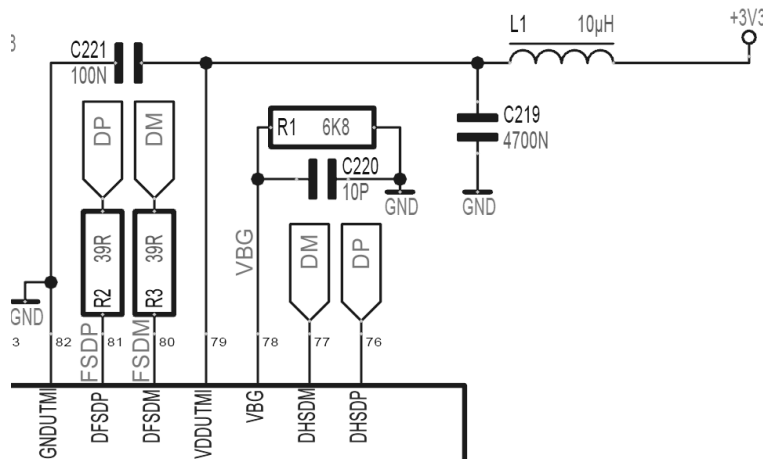 +3V3
L1 10µH
C221
100N
DP
DM
R1 6K8
C219
4700N
C220
10P
GND
GND
39R
39R
VBG
DM
DP
R2
R3
GND
FSDP
FSDM
3 82 81 80 79 78 77 76
GNDUTMI
DFSDP
DFSDM
VDDUTMI
VBG
DHSDM
DHSDP